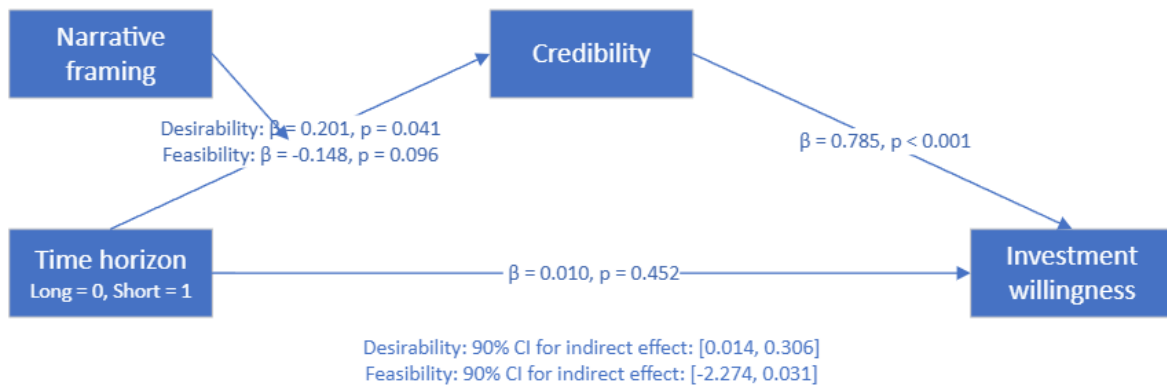 Narrative
framing
Credibility
Desirability: β = 0.201, p = 0.041
Feasibility: β = -0.148, p = 0.096
β = 0.785, p < 0.001
Time horizon
Long = 0, Short = 1
β = 0.010, p = 0.452
Investment
willingness
Desirability: 90% CI for indirect effect: [0.014, 0.306]
Feasibility: 90% CI for indirect effect: [-2.274, 0.031]